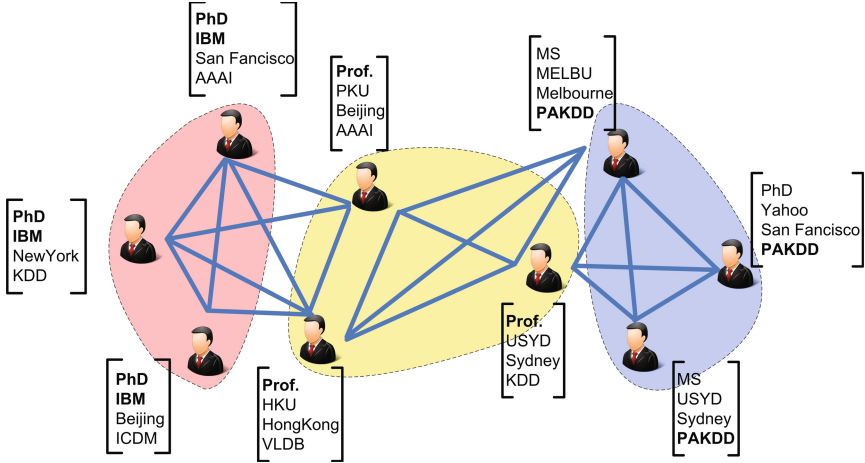 PhD
IBM
San Fancisco
AAAI
Prof.
PKU
Beijing
AAAI
MS
MELBU
Melbourne
PAKDD
PhD
IBM
NewYork
KDD
PhD
Yahoo
San Fancisco
PAKDD
PhD
IBM
Beijing
ICDM
Prof.
HKU
HongKong
VLDB
Prof.
USYD
Sydney
KDD
MS
USYD
Sydney
PAKDD